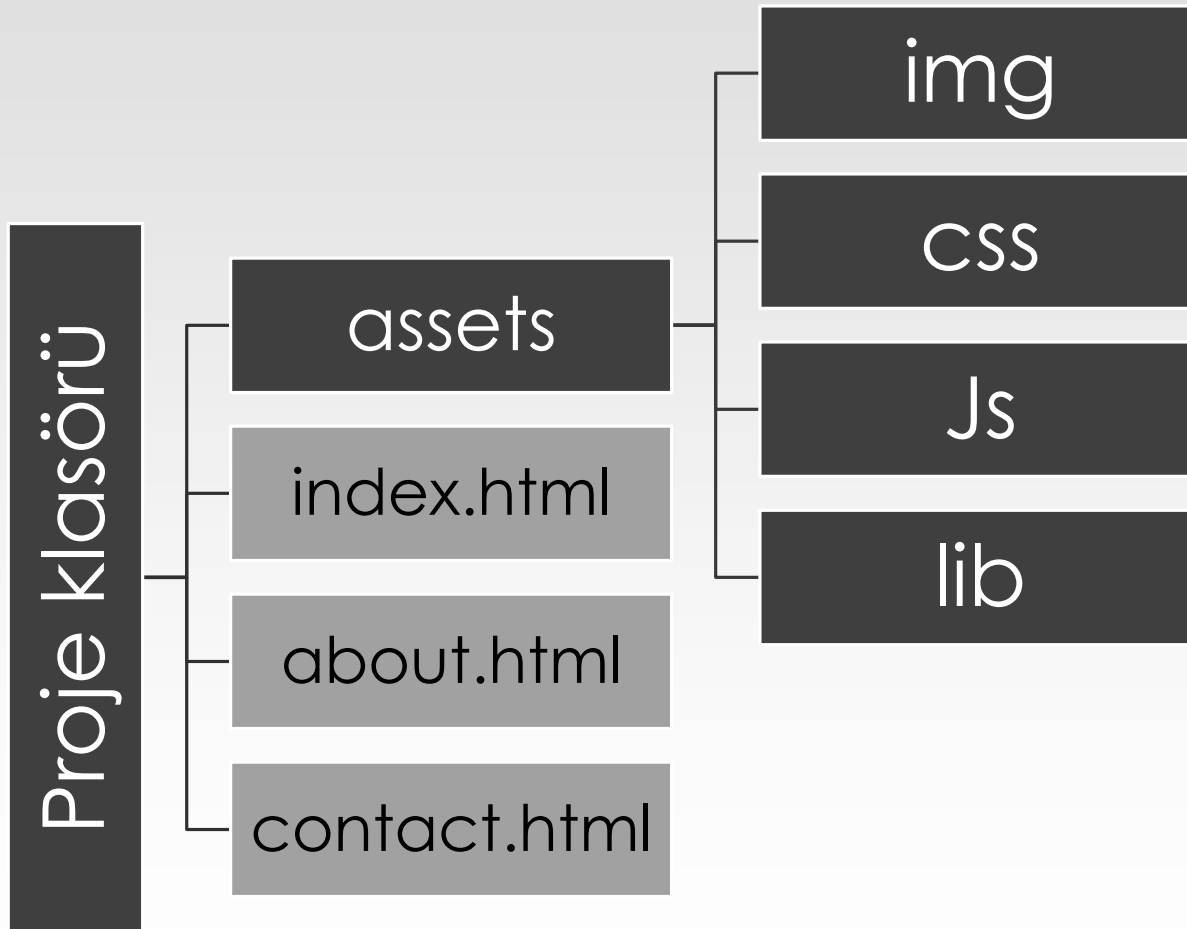 Proje klasörü
assets
index.html
about.html
contact.html
img
css
Js
lib